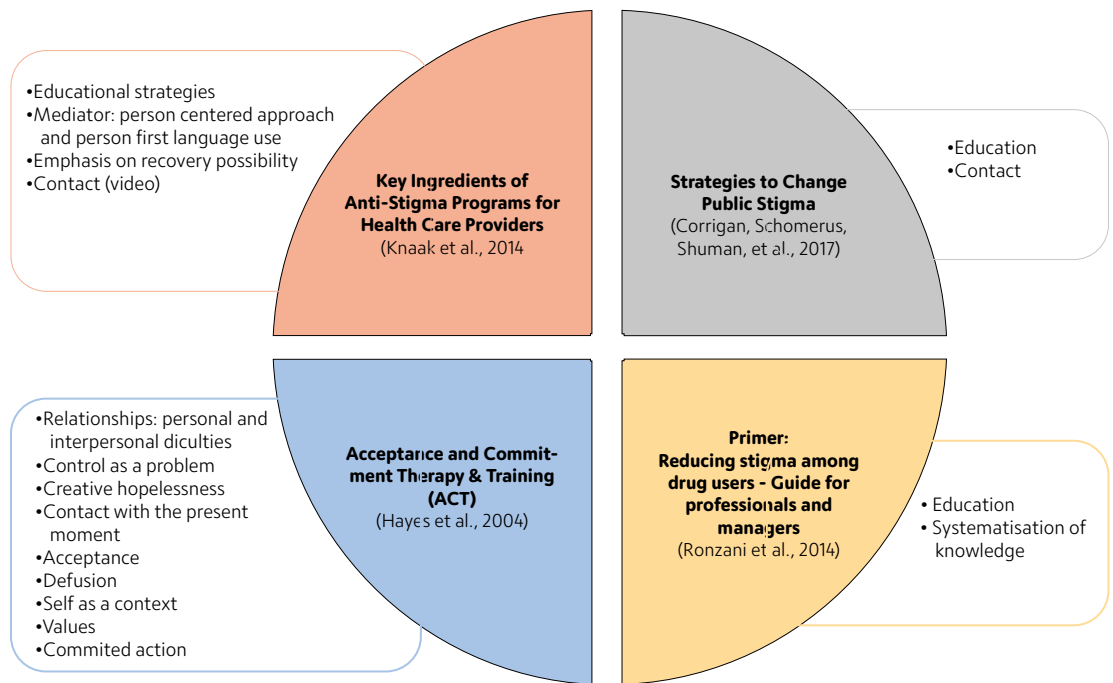 •Educational strategies
•Mediator: person centered approach
and person first language use
•Emphasis on recovery possibility
•Contact (video)
Key Ingredients of
Anti-Stigma Programs for
Health Care Providers
(Knaak et al., 2014
Strategies to Change
Public Stigma
(Corrigan, Schomerus,
Shuman, et al., 2017)
•Education
•Contact
•Relationships: personal and
interpersonal diculties
•Control as a problem
•Creative hopelessness
•Contact with the present
moment
•Acceptance
•Defusion
•Self as a context
•Values
•Commited action
Acceptance and Commit-
ment Therapy & Training
(ACT)
(Hayes et al., 2004)
Primer:
Reducing stigma among
drug users - Guide for
professionals and
managers
(Ronzani et al., 2014)
• Education
• Systematisation of
knowledge